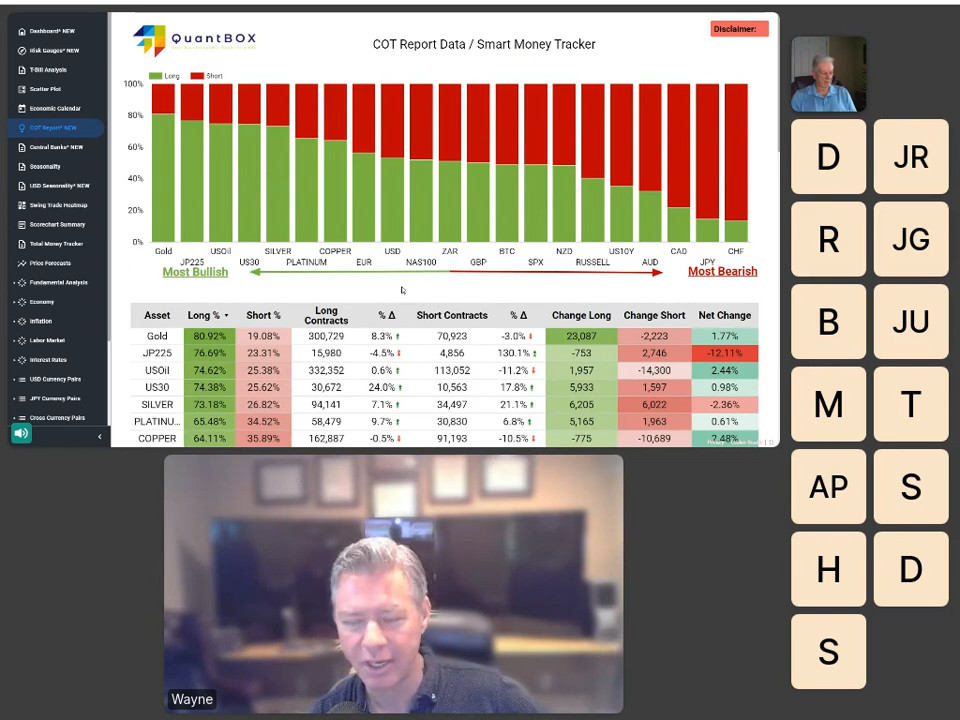 Dashboard* NEW
Risk Gauges* NEW
T-Bill Analysis
Scatter Plot
Economic Calendar
COT Report* NEW
Central Banks* NEW
Seasonality
USD Seasonality* NEW
Swing Trade Heatmap
Scorechart Summary
Total Money Tracker
Price Forecasts
Fundamental Analysis
Economy
Inflation
Labor Market
Interest Rates
USD Currency Pairs
JPY Currency Pairs
Cross Currency Pairs
QuantBOX
COT Report Data / Smart Money Tracker
Disclaimer:
Long Short
100%
80%
60%
40%
20%
0%
Gold USOil SILVER COPPER USD ZAR BTC NZD US10Y CAD CHF
JP225 US30 PLATINUM EUR NAS100 GBP SPX RUSSELL AUD JPY
Most Bullish Most Bearish
Asset Long % Short % Long Contracts % Δ Short Contracts % Δ Change Long Change Short Net Change
Gold 80.92% 19.08% 300,729 8.3% 70,923 -3.0% 23,087 -2,223 1.77%
JP225 76.69% 23.31% 15,980 -4.5% 4,856 130.1% -753 2,746 -12.11%
USOil 74.62% 25.38% 332,352 0.6% 113,052 -11.2% 1,957 -14,300 2.44%
US30 74.38% 25.62% 30,672 24.0% 10,563 17.8% 5,933 1,597 0.98%
SILVER 73.18% 26.82% 94,141 7.1% 34,497 21.1% 6,205 6,022 -2.36%
PLATINU... 65.48% 34.52% 58,479 9.7% 30,830 6.8% 5,165 1,963 0.61%
COPPER 64.11% 35.89% 162,887 -0.5% 91,193 -10.5% -775 -10,689 2.48%
Wayne
D JR
R JG
B JU
M T
AP S
H D
S